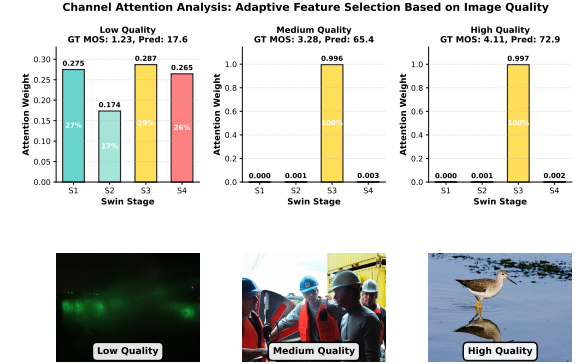 Channel Attention Analysis: Adaptive Feature Selection Based on Image Quality
Low Quality
GT MOS: 1.23, Pred: 17.6
Attention Weight
0.30
0.25
0.20
0.15
0.10
0.05
0.00
0.275
0.174
0.287
0.265
27%
17%
29%
26%
S1 S2 S3 S4
Swin Stage
Medium Quality
GT MOS: 3.28, Pred: 65.4
Attention Weight
1.0
0.8
0.6
0.4
0.2
0.0
0.000
0.001
0.996
0.003
100%
S1 S2 S3 S4
Swin Stage
High Quality
GT MOS: 4.11, Pred: 72.9
Attention Weight
1.0
0.8
0.6
0.4
0.2
0.0
0.000
0.001
0.997
0.002
100%
S1 S2 S3 S4
Swin Stage
Low Quality
Medium Quality
High Quality